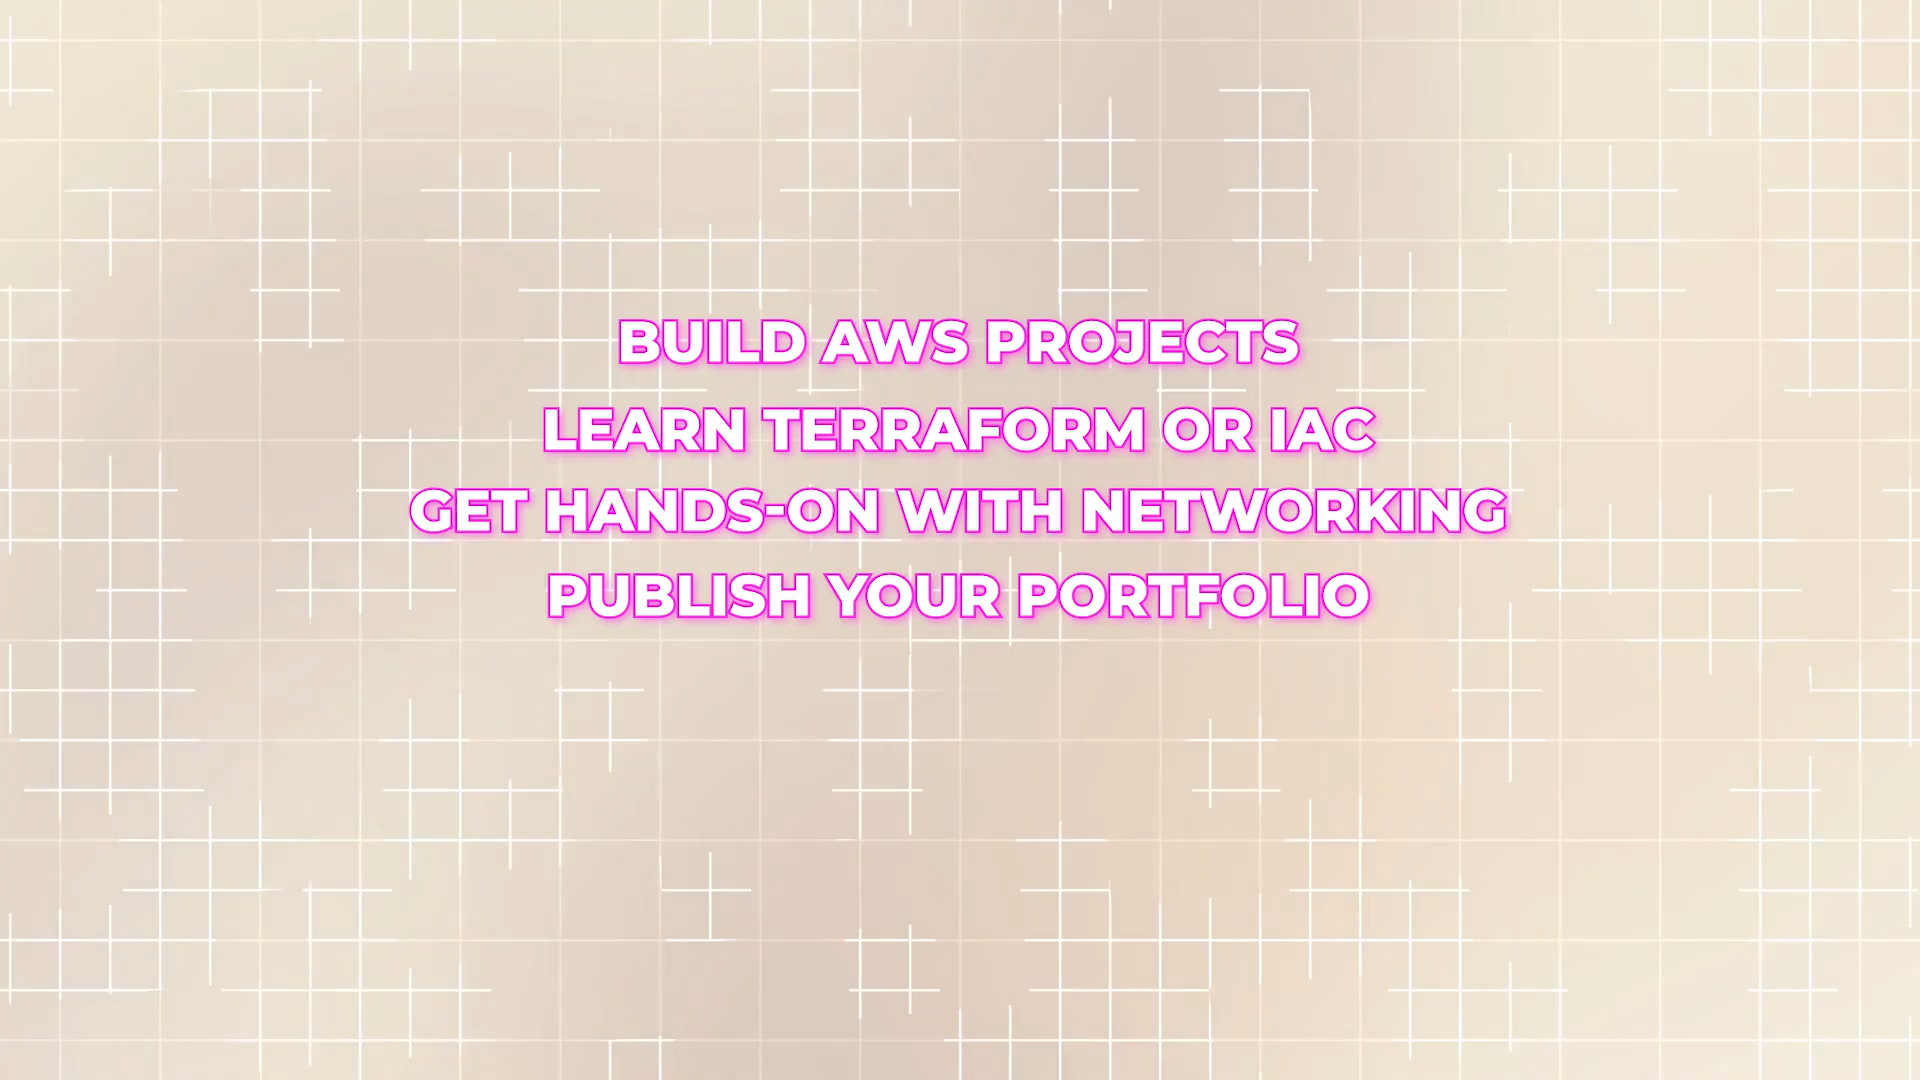 BUILD AWS PROJECTS
LEARN TERRAFORM OR IAC
GET HANDS-ON WITH NETWORKING
PUBLISH YOUR PORTFOLIO